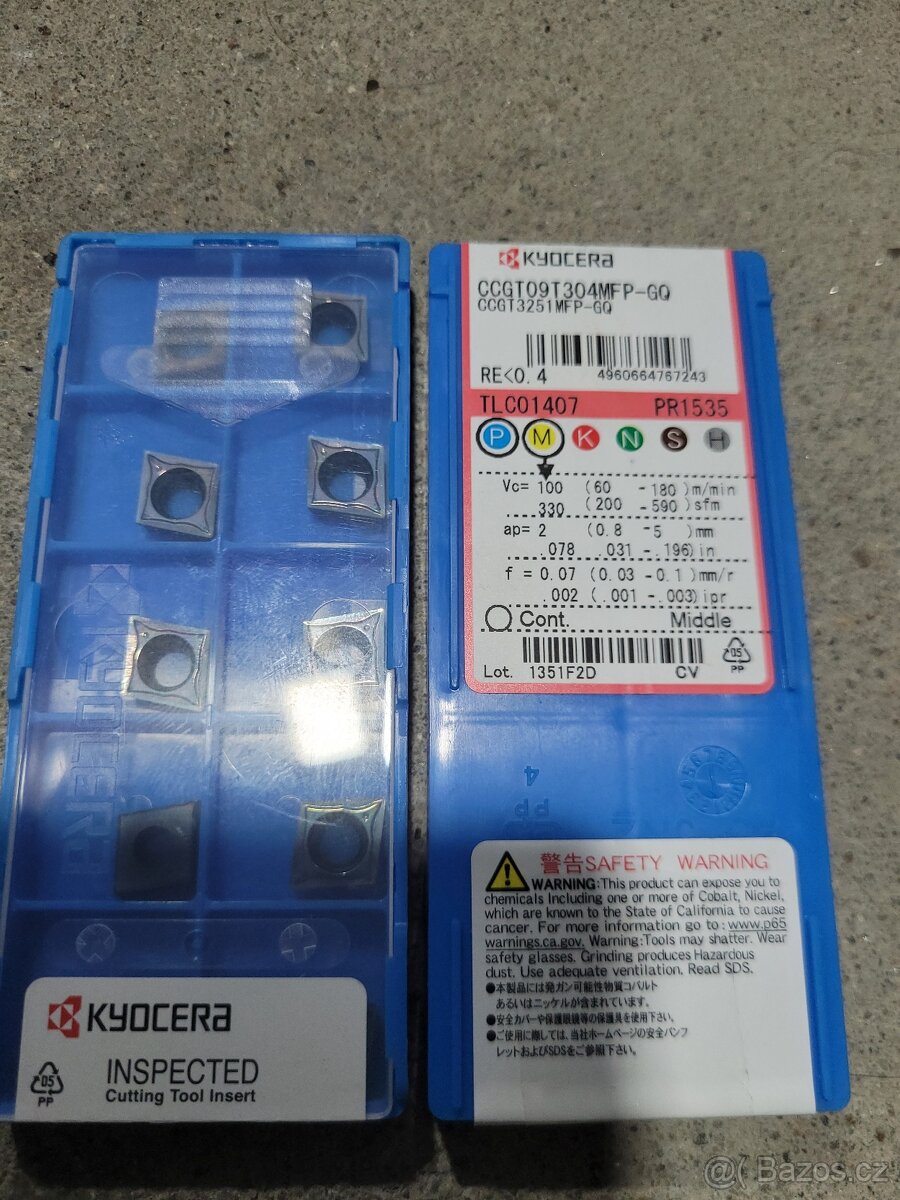 KYOCERA
INSPECTED
Cutting Tool Insert
05
PP
KYOCERA
KYOCERA
CCGT09T304MFP-GQ
CCGT3251MFP-GQ
RE<0.4
4960664767243
TLC01407 PR1535
P M K N S H
Vc= 100 (60 -180)m/min
330 (200 -590)sfm
ap= 2 (0.8 -5 )mm
.078 .031 -.196)in
f = 0.07 (0.03 -0.1)mm/r
.002 (.001 -.003)ipr
Cont. Middle
05
PP
Lot. 1351F2D CV
4
PP
警告SAFETY WARNING
WARNING:This product can expose you to
chemicals Including one or more of Cobalt, Nickel,
which are known to the State of California to cause
cancer. For more information go to : www.p65
warnings.ca.gov. Warning:Tools may shatter. Wear
safety glasses. Grinding produces Hazardous
dust. Use adequate ventilation. Read SDS.
●本製品には発ガン可能性物質コバルト
あるいはニッケルが含まれています。
●安全カバーや保護眼鏡等の保護具を使用下さい。
●ご使用に際しては、当社ホームページの安全パンフ
レットおよびSDSをご参照下さい。
@ Bazos.cz